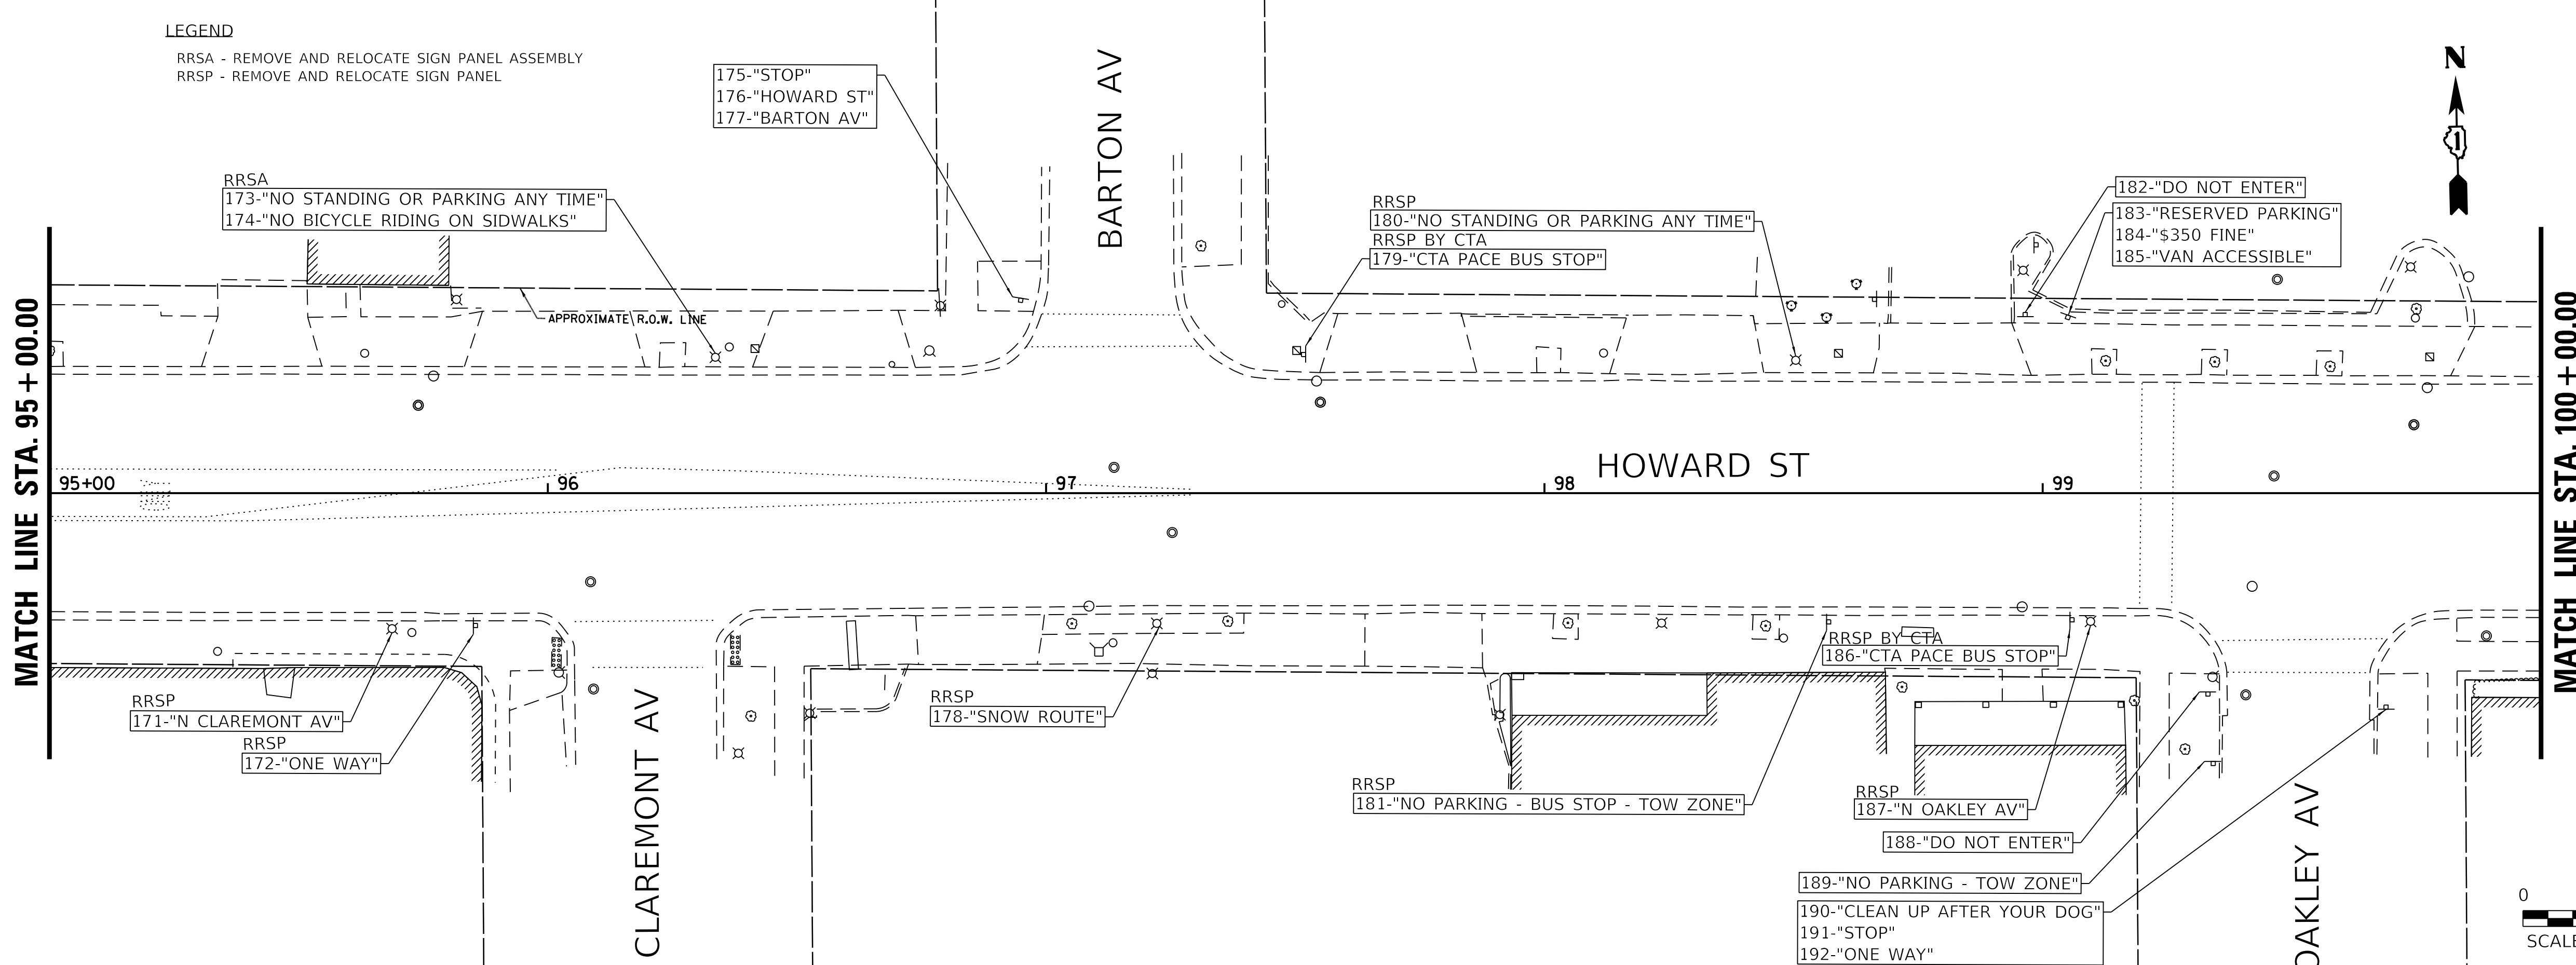 LEGEND
RRSA - REMOVE AND RELOCATE SIGN PANEL ASSEMBLY
RRSP - REMOVE AND RELOCATE SIGN PANEL
N
1
BARTON AV
175-"STOP"
176-"HOWARD ST"
177-"BARTON AV"
RRSA
173-"NO STANDING OR PARKING ANY TIME"
174-"NO BICYCLE RIDING ON SIDWALKS"
RRSP
180-"NO STANDING OR PARKING ANY TIME"
RRSP BY CTA
179-"CTA PACE BUS STOP"
182-"DO NOT ENTER"
183-"RESERVED PARKING"
184-"$350 FINE"
185-"VAN ACCESSIBLE"
APPROXIMATE R.O.W. LINE
MATCH LINE STA. 95+00.00
MATCH LINE STA. 100+00.00
HOWARD ST
95+00
96
97
98
99
RRSP
171-"N CLAREMONT AV"
RRSP
172-"ONE WAY"
CLAREMONT AV
RRSP
178-"SNOW ROUTE"
RRSP BY CTA
186-"CTA PACE BUS STOP"
RRSP
181-"NO PARKING - BUS STOP - TOW ZONE"
RRSP
187-"N OAKLEY AV"
188-"DO NOT ENTER"
189-"NO PARKING - TOW ZONE"
190-"CLEAN UP AFTER YOUR DOG"
191-"STOP"
192-"ONE WAY"
OAKLEY AV
0
SCALE